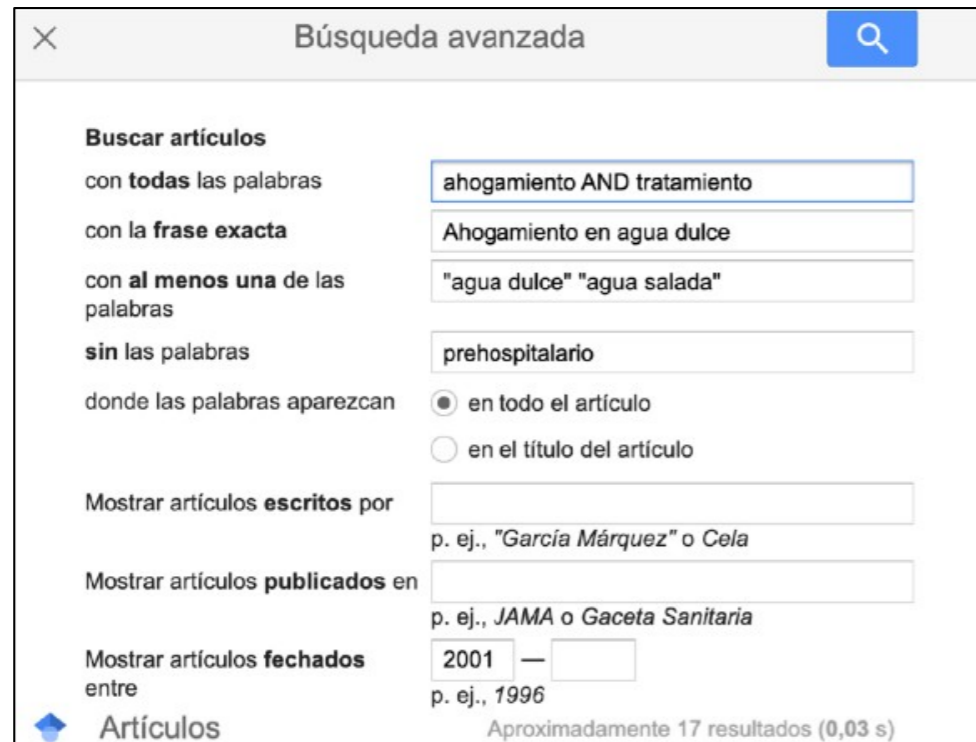 Búsqueda avanzada
Buscar artículos
con todas las palabras
ahogamiento AND tratamiento
con la frase exacta
Ahogamiento en agua dulce
con al menos una de las
palabras
"agua dulce" "agua salada"
sin las palabras
prehospitalario
donde las palabras aparezcan
en todo el artículo
en el título del artículo
Mostrar artículos escritos por
p. ej., "García Márquez" o Cela
Mostrar artículos publicados en
p. ej., JAMA o Gaceta Sanitaria
Mostrar artículos fechados
entre
2001 —
p. ej., 1996
Artículos
Aproximadamente 17 resultados (0,03 s)